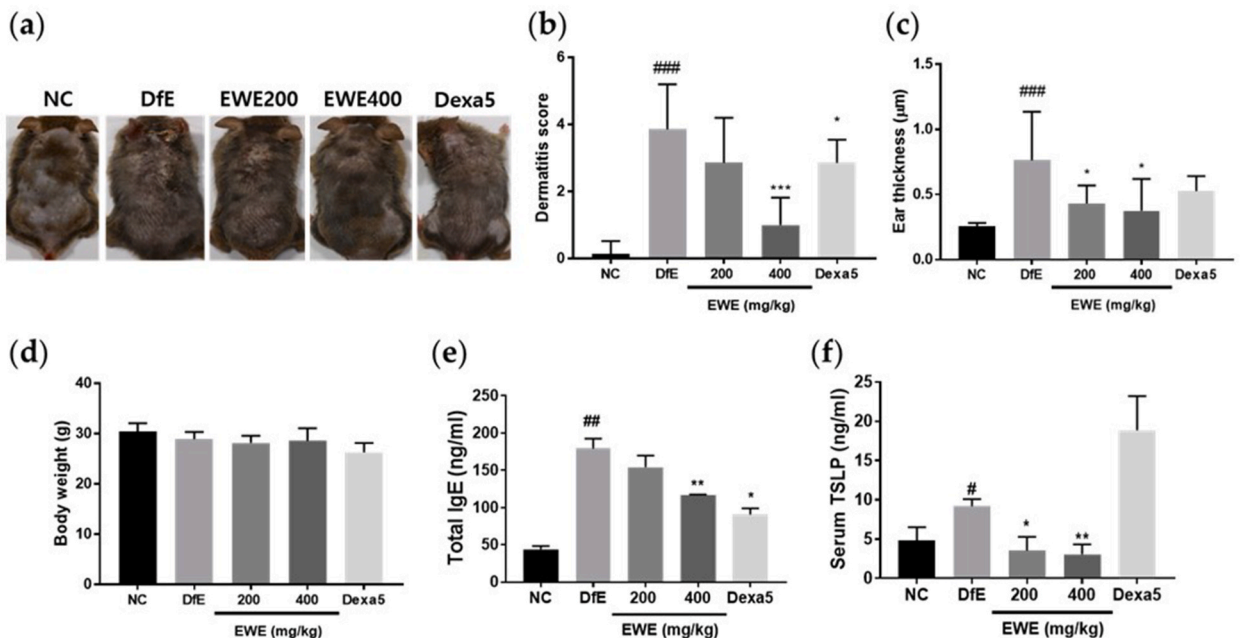 (a)
NC DfE EWE200 EWE400 Dexa5
(b)
Dermatitis score
6
4
2
0
###
***
*
NC DfE 200 400 Dexa5
EWE (mg/kg)
(c)
Ear thickness (μm)
1.5
1.0
0.5
0.0
###
*
*
NC DfE 200 400 Dexa5
EWE (mg/kg)
(d)
Body weight (g)
40
30
20
10
0
NC DfE 200 400 Dexa5
EWE (mg/kg)
(e)
Total IgE (ng/ml)
250
200
150
100
50
0
##
**
*
NC DfE 200 400 Dexa5
EWE (mg/kg)
(f)
Serum TSLP (ng/ml)
25
20
15
10
5
0
#
*
**
NC DfE 200 400 Dexa5
EWE (mg/kg)